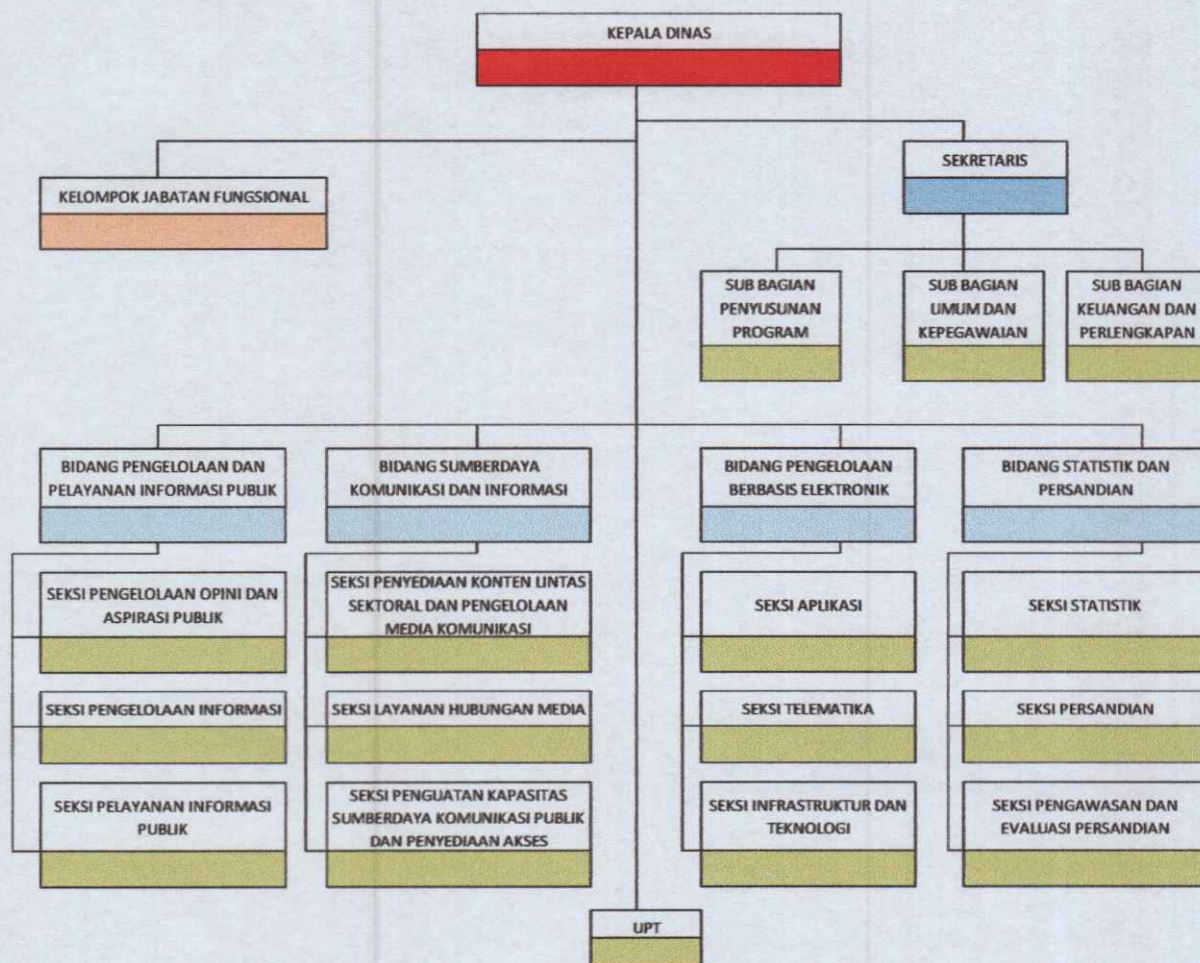 KEPALA DINAS
SEKRETARIS
KELOMPOK JABATAN FUNGSIONAL
SUB BAGIAN
PENYUSUNAN
PROGRAM
SUB BAGIAN
UMUM DAN
KEPEGAWAIAN
SUB BAGIAN
KEUANGAN DAN
PERLENGKAPAN
BIDANG PENGELOLAAN DAN
PELAYANAN INFORMASI PUBLIK
BIDANG SUMBERDAYA
KOMUNIKASI DAN INFORMASI
BIDANG PENGELOLAAN
BERBASIS ELEKTRONIK
BIDANG STATISTIK DAN
PERSANDIAN
SEKSI PENGELOLAAN OPINI DAN
ASPIRASI PUBLIK
SEKSI PENYEDIAAN KONTEN LINTAS
SEKTORAL DAN PENGELOLAAN
MEDIA KOMUNIKASI
SEKSI APLIKASI
SEKSI STATISTIK
SEKSI PENGELOLAAN INFORMASI
SEKSI LAYANAN HUBUNGAN MEDIA
SEKSI TELEMATIKA
SEKSI PERSANDIAN
SEKSI PELAYANAN INFORMASI
PUBLIK
SEKSI PENGUATAN KAPASITAS
SUMBERDAYA KOMUNIKASI PUBLIK
DAN PENYEDIAAN AKSES
SEKSI INFRASTRUKTUR DAN
TEKNOLOGI
SEKSI PENGAWASAN DAN
EVALUASI PERSANDIAN
UPT